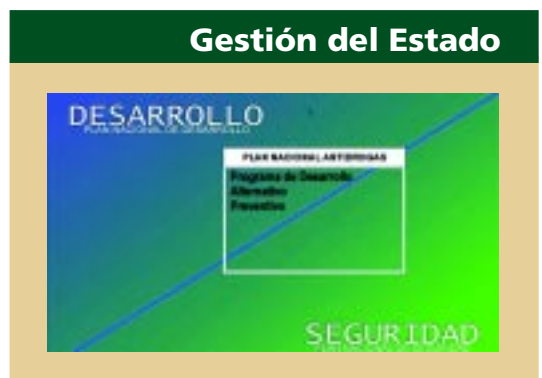 Gestión del Estado
DESARROLLO
PLAN NACIONAL DE DESARROLLO
PLAN NACIONAL ANTIDROGAS
Programa de Desarrollo
Alternativo
Preventivo
SEGURIDAD